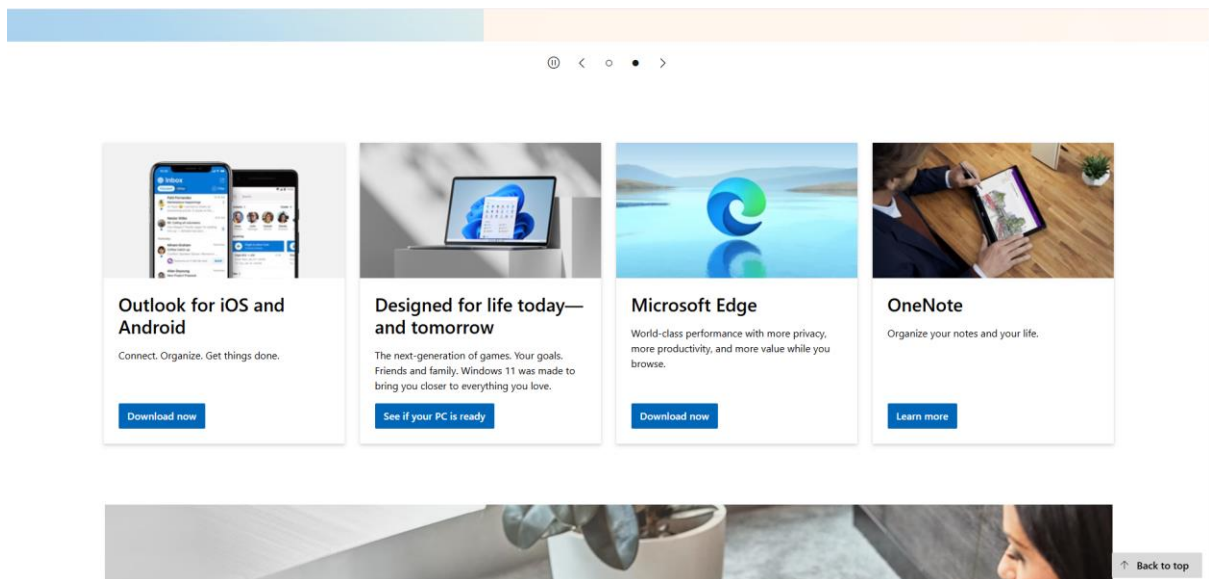 Inbox
Outlook for iOS and
Android
Connect. Organize. Get things done.
Download now
Designed for life today—
and tomorrow
The next-generation of games. Your goals.
Friends and family. Windows 11 was made to
bring you closer to everything you love.
See if your PC is ready
Microsoft Edge
World-class performance with more privacy,
more productivity, and more value while you
browse.
Download now
OneNote
Organize your notes and your life.
Learn more
Back to top